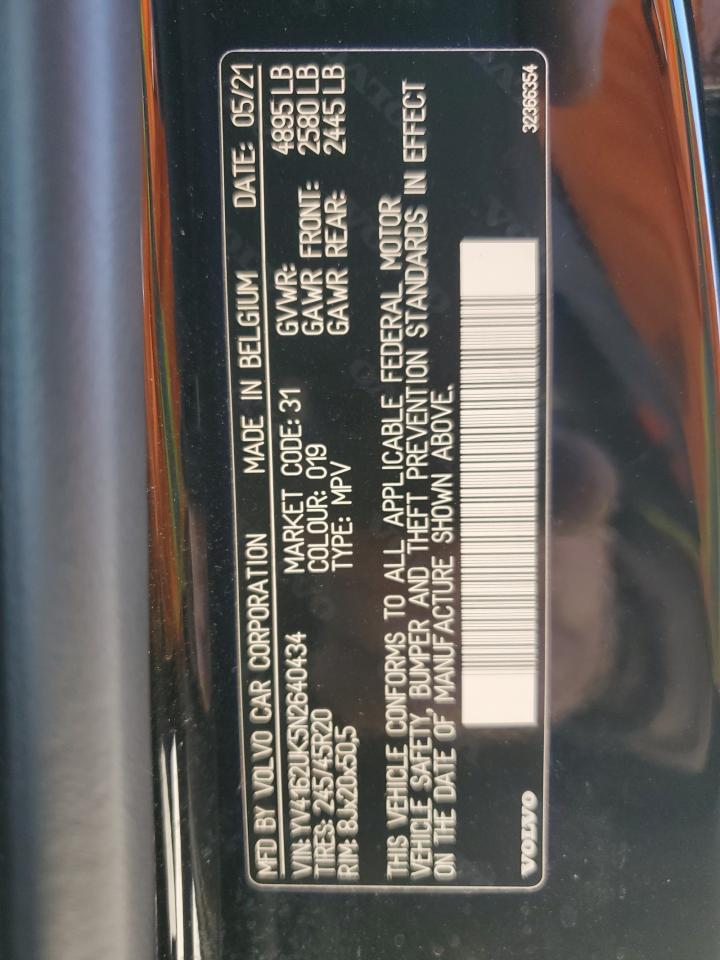 MFD BY VOLVO CAR CORPORATION MADE IN BELGIUM DATE: 05/21
VIN: YV4162UK5N2640434 MARKET CODE: 31 GVWR: 4895 LB
TIRES: 245/45R20 COLOUR: 019 GAWR FRONT: 2580 LB
RIM: 8Jx20x50,5 TYPE: MPV GAWR REAR: 2445 LB
THIS VEHICLE CONFORMS TO ALL APPLICABLE FEDERAL MOTOR
VEHICLE SAFETY, BUMPER AND THEFT PREVENTION STANDARDS IN EFFECT
ON THE DATE OF MANUFACTURE SHOWN ABOVE.
VOLVO 32366354